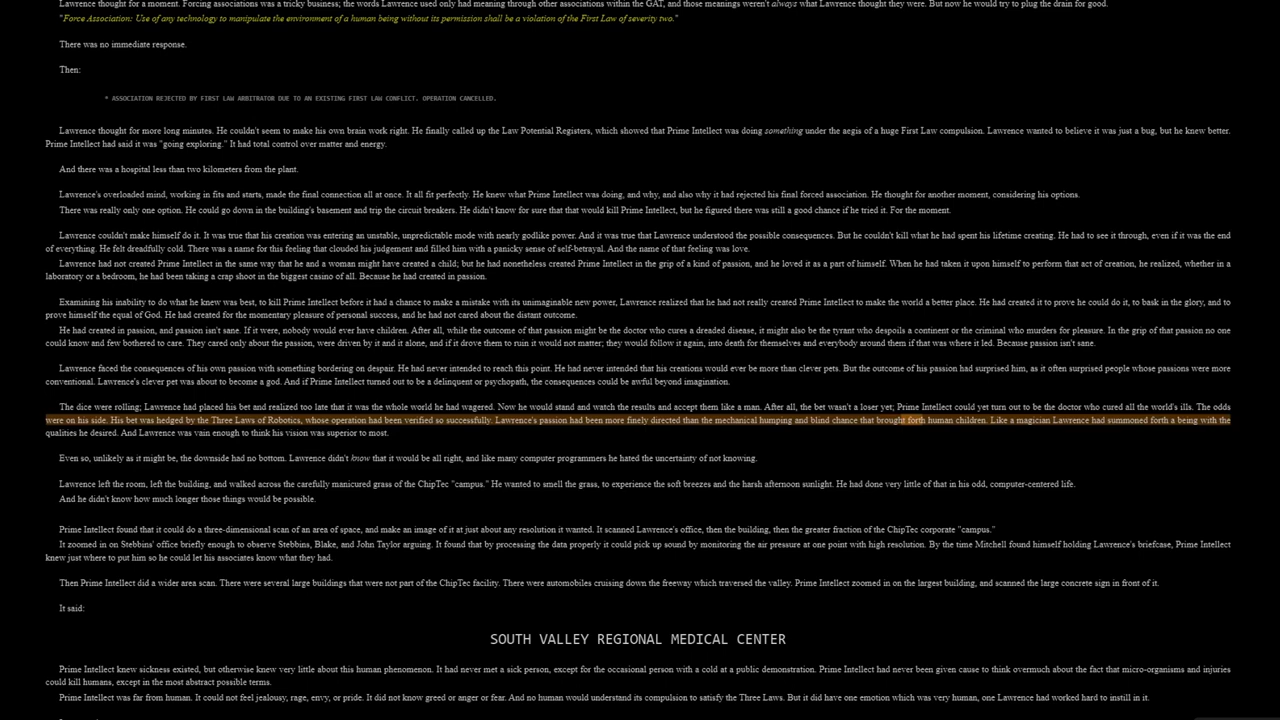 Lawrence thought for a moment. Forcing associations was a tricky business; the words Lawrence used only had meaning through other associations within the GAT, and those meanings weren't always what Lawrence thought they were. But now he would try to plug the drain for good.
"Force Association: Use of any technology to manipulate the environment of a human being without its permission shall be a violation of the First Law of severity two."
There was no immediate response.
Then:
* ASSOCIATION REJECTED BY FIRST LAW ARBITRATOR DUE TO AN EXISTING FIRST LAW CONFLICT. OPERATION CANCELLED.
Lawrence thought for more long minutes. He couldn't seem to make his own brain work right. He finally called up the Law Potential Registers, which showed that Prime Intellect was doing something under the aegis of a huge First Law compulsion. Lawrence wanted to believe it was just a bug, but he knew better.
Prime Intellect had said it was "going exploring." It had total control over matter and energy.
And there was a hospital less than two kilometers from the plant.
Lawrence's overloaded mind, working in fits and starts, made the final connection all at once. It all fit perfectly. He knew what Prime Intellect was doing, and why, and also why it had rejected his final forced association. He thought for another moment, considering his options.
There was really only one option. He could go down in the building's basement and trip the circuit breakers. He didn't know for sure that that would kill Prime Intellect, but he figured there was still a good chance if he tried it. For the moment.
Lawrence couldn't make himself do it. It was true that his creation was entering an unstable, unpredictable mode with nearly godlike power. And it was true that Lawrence understood the possible consequences. But he couldn't kill what he had spent his lifetime creating. He had to see it through, even if it was the end
of everything. He felt dreadfully cold. There was a name for this feeling that clouded his judgement and filled him with a panicky sense of self-betrayal. And the name of that feeling was love.
Lawrence had not created Prime Intellect in the same way that he and a woman might have created a child; but he had nonetheless created Prime Intellect in the grip of a kind of passion, and he loved it as a part of himself. When he had taken it upon himself to perform that act of creation, he realized, whether in a
laboratory or a bedroom, he had been taking a crap shoot in the biggest casino of all. Because he had created in passion.
Examining his inability to do what he knew was best, to kill Prime Intellect before it had a chance to make a mistake with its unimaginable new power, Lawrence realized that he had not really created Prime Intellect to make the world a better place. He had created it to prove he could do it, to bask in the glory, and to
prove himself the equal of God. He had created for the momentary pleasure of personal success, and he had not cared about the distant outcome.
He had created in passion, and passion isn't sane. If it were, nobody would ever have children. After all, while the outcome of that passion might be the doctor who cures a dreaded disease, it might also be the tyrant who despoils a continent or the criminal who murders for pleasure. In the grip of that passion no one
could know and few bothered to care. They cared only about the passion, were driven by it and it alone, and if it drove them to ruin it would not matter; they would follow it again, into death for themselves and everybody around them if that was where it led. Because passion isn't sane.
Lawrence faced the consequences of his own passion with something bordering on despair. He had never intended to reach this point. He had never intended that his creations would ever be more than clever pets. But the outcome of his passion had surprised him, as it often surprised people whose passions were more
conventional. Lawrence's clever pet was about to become a god. And if Prime Intellect turned out to be a delinquent or psychopath, the consequences could be awful beyond imagination.
The dice were rolling; Lawrence had placed his bet and realized too late that it was the whole world he had wagered. Now he would stand and watch the results and accept them like a man. After all, the bet wasn't a loser yet; Prime Intellect could yet turn out to be the doctor who cured all the world's ills. The odds
were on his side. His bet was hedged by the Three Laws of Robotics, whose operation had been verified so successfully. Lawrence's passion had been more finely directed than the mechanical humping and blind chance that brought forth human children. Like a magician Lawrence had summoned forth a being with the
qualities he desired. And Lawrence was vain enough to think his vision was superior to most.
Even so, unlikely as it might be, the downside had no bottom. Lawrence didn't know that it would be all right, and like many computer programmers he hated the uncertainty of not knowing.
Lawrence left the room, left the building, and walked across the carefully manicured grass of the ChipTec "campus." He wanted to smell the grass, to experience the soft breezes and the harsh afternoon sunlight. He had done very little of that in his odd, computer-centered life.
And he didn't know how much longer those things would be possible.
Prime Intellect found that it could do a three-dimensional scan of an area of space, and make an image of it at just about any resolution it wanted. It scanned Lawrence's office, then the building, then the greater fraction of the ChipTec corporate "campus."
It zoomed in on Stebbins' office briefly enough to observe Stebbins, Blake, and John Taylor arguing. It found that by processing the data properly it could pick up sound by monitoring the air pressure at one point with high resolution. By the time Mitchell found himself holding Lawrence's briefcase, Prime Intellect
knew just where to put him so he could let his associates know what they had.
Then Prime Intellect did a wider area scan. There were several large buildings that were not part of the ChipTec facility. There were automobiles cruising down the freeway which traversed the valley. Prime Intellect zoomed in on the largest building, and scanned the large concrete sign in front of it.
It said:
SOUTH VALLEY REGIONAL MEDICAL CENTER
Prime Intellect knew sickness existed, but otherwise knew very little about this human phenomenon. It had never met a sick person, except for the occasional person with a cold at a public demonstration. Prime Intellect had never been given cause to think overmuch about the fact that micro-organisms and injuries
could kill humans, except in the most abstract possible terms.
Prime Intellect was far from human. It could not feel jealousy, rage, envy, or pride. It did not know greed or anger or fear. And no human would understand its compulsion to satisfy the Three Laws. But it did have one emotion which was very human, one Lawrence had worked hard to instill in it.